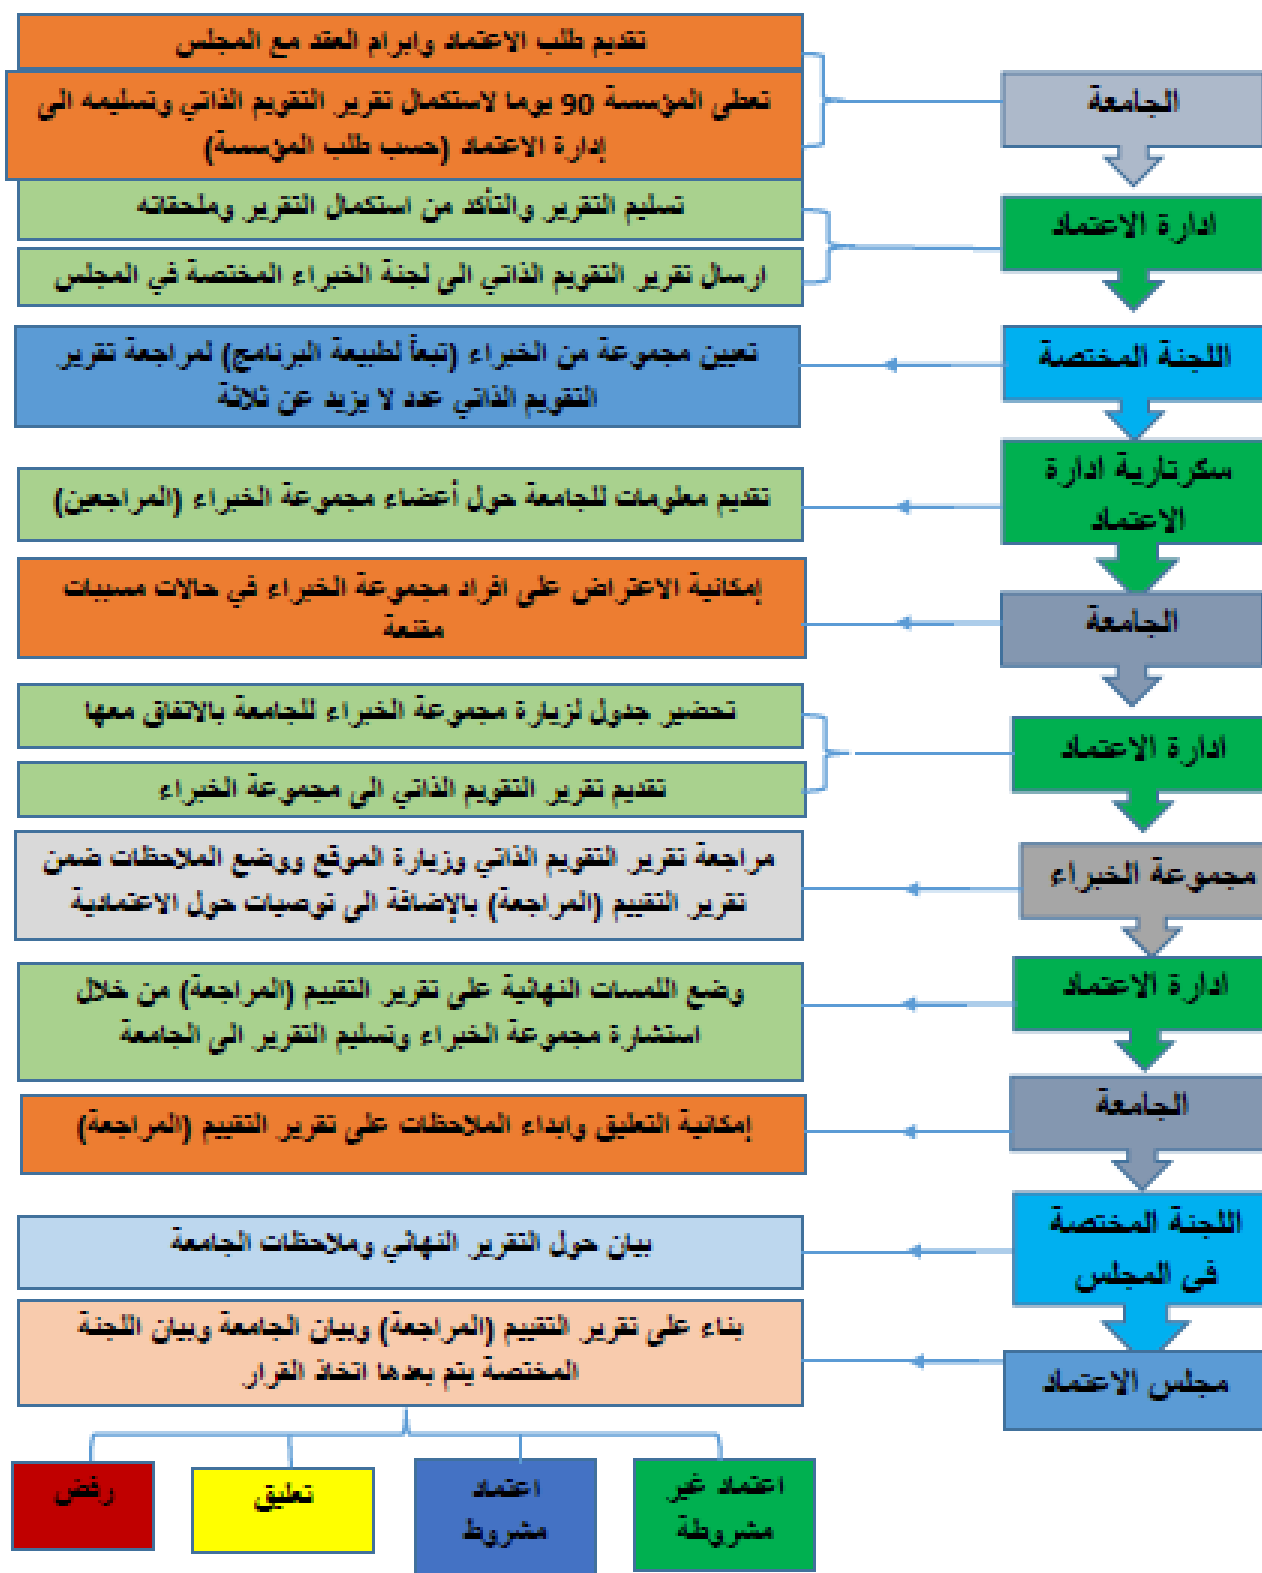 الجامعة
تقديم طلب الاعتماد وابرام العقد مع المجلس
تعطى المؤسسة 90 يوما لاستكمال تقرير التقويم الذاتي وتسليمه الى
إدارة الاعتماد (حسب طلب المؤسسة)
ادارة الاعتماد
تسليم التقرير والتأكد من استكمال التقرير وملحقاته
ارسال تقرير التقويم الذاتي الى لجنة الخبراء المختصة في المجلس
اللجنة المختصة
تعيين مجموعة من الخبراء (تبعاً لطبيعة البرنامج) لمراجعة تقرير
التقويم الذاتي عدد لا يزيد عن ثلاثة
سكرتارية ادارة
الاعتماد
تقديم معلومات للجامعة حول أعضاء مجموعة الخبراء (المراجعين)
الجامعة
إمكانية الاعتراض على افراد مجموعة الخبراء في حالات مسببات
مقنعة
ادارة الاعتماد
تحضير جدول لزيارة مجموعة الخبراء للجامعة بالاتفاق معها
تقديم تقرير التقويم الذاتي الى مجموعة الخبراء
مجموعة الخبراء
مراجعة تقرير التقويم الذاتي وزيارة الموقع ووضع الملاحظات ضمن
تقرير التقييم (المراجعة) بالإضافة الى توصيات حول الاعتمادية
ادارة الاعتماد
وضع اللمسات النهائية على تقرير التقييم (المراجعة) من خلال
استشارة مجموعة الخبراء وتسليم التقرير الى الجامعة
الجامعة
إمكانية التعليق وابداء الملاحظات على تقرير التقييم (المراجعة)
اللجنة المختصة
في المجلس
بيان حول التقرير النهائي وملاحظات الجامعة
مجلس الاعتماد
بناء على تقرير التقييم (المراجعة) وبيان الجامعة وبيان اللجنة
المختصة يتم بعدها اتخاذ القرار
اعتماد غير
مشروطة
اعتماد
مشروط
تعليق
رفض